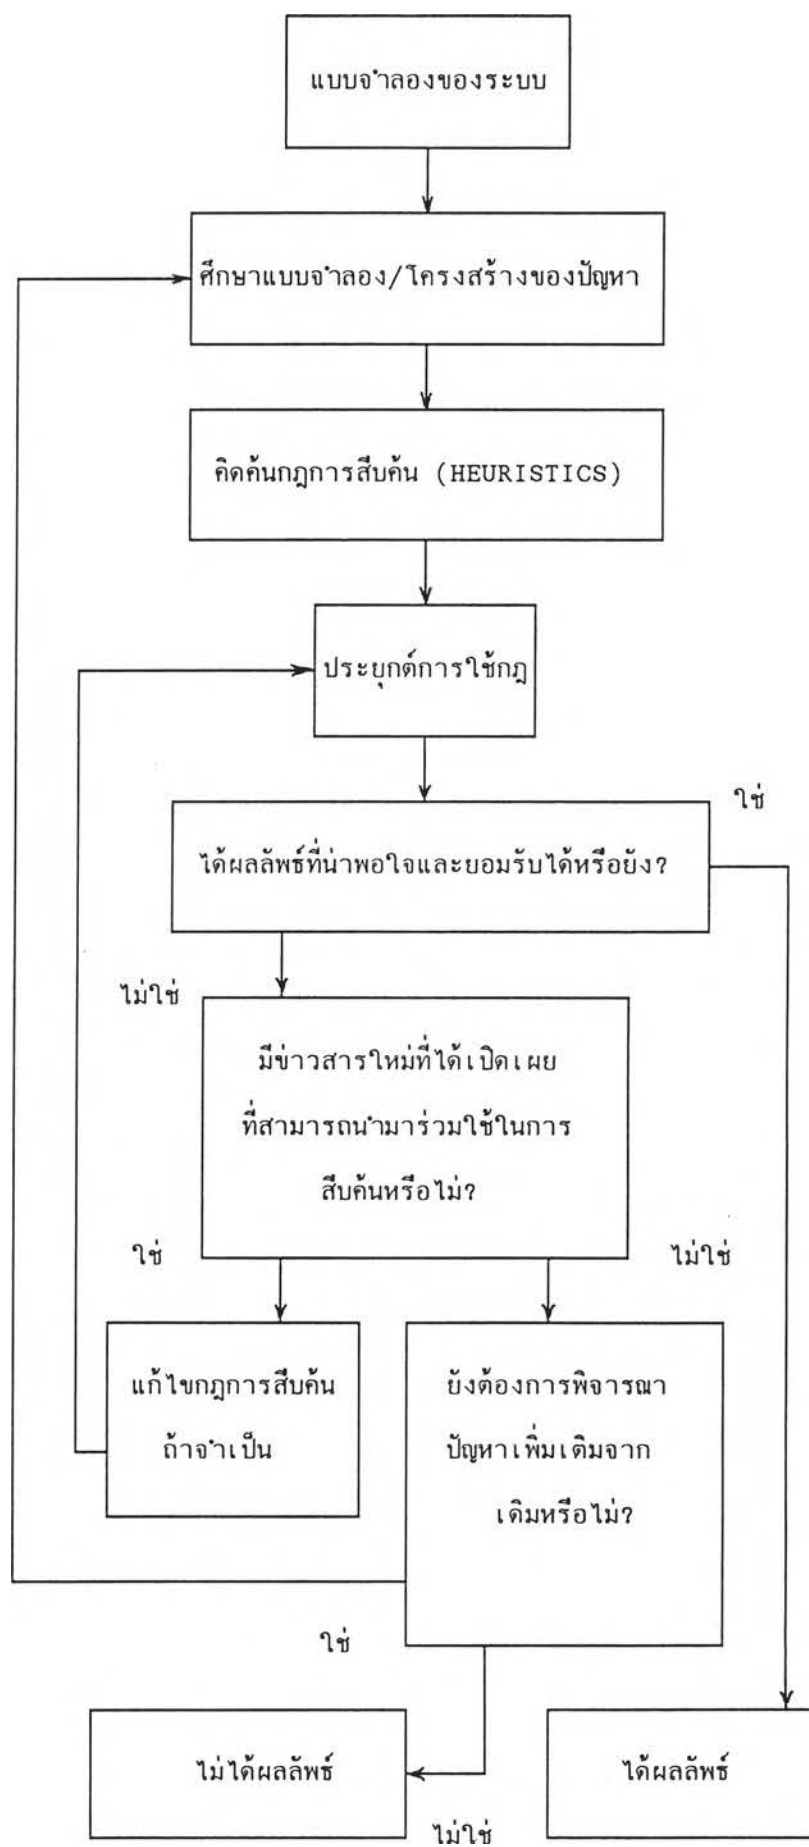 แบบจำลองของระบบ
ศึกษาแบบจำลอง/โครงสร้างของปัญหา
คิดค้นกฎการสืบค้น (HEURISTICS)
ประยุกต์การใช้กฎ
ใช่
ได้ผลลัพธ์ที่น่าพอใจและยอมรับได้หรือยัง?
ไม่ใช่
มีข่าวสารใหม่ที่ได้เปิดเผย
ที่สามารถนำมาร่วมใช้ในการ
สืบค้นหรือไม่?
ใช่
ไม่ใช่
แก้ไขกฎการสืบค้น
ถ้าจำเป็น
ยังต้องการพิจารณา
ปัญหาเพิ่มเติมจาก
เดิมหรือไม่?
ใช่
ไม่ได้ผลลัพธ์
ได้ผลลัพธ์
ไม่ใช่